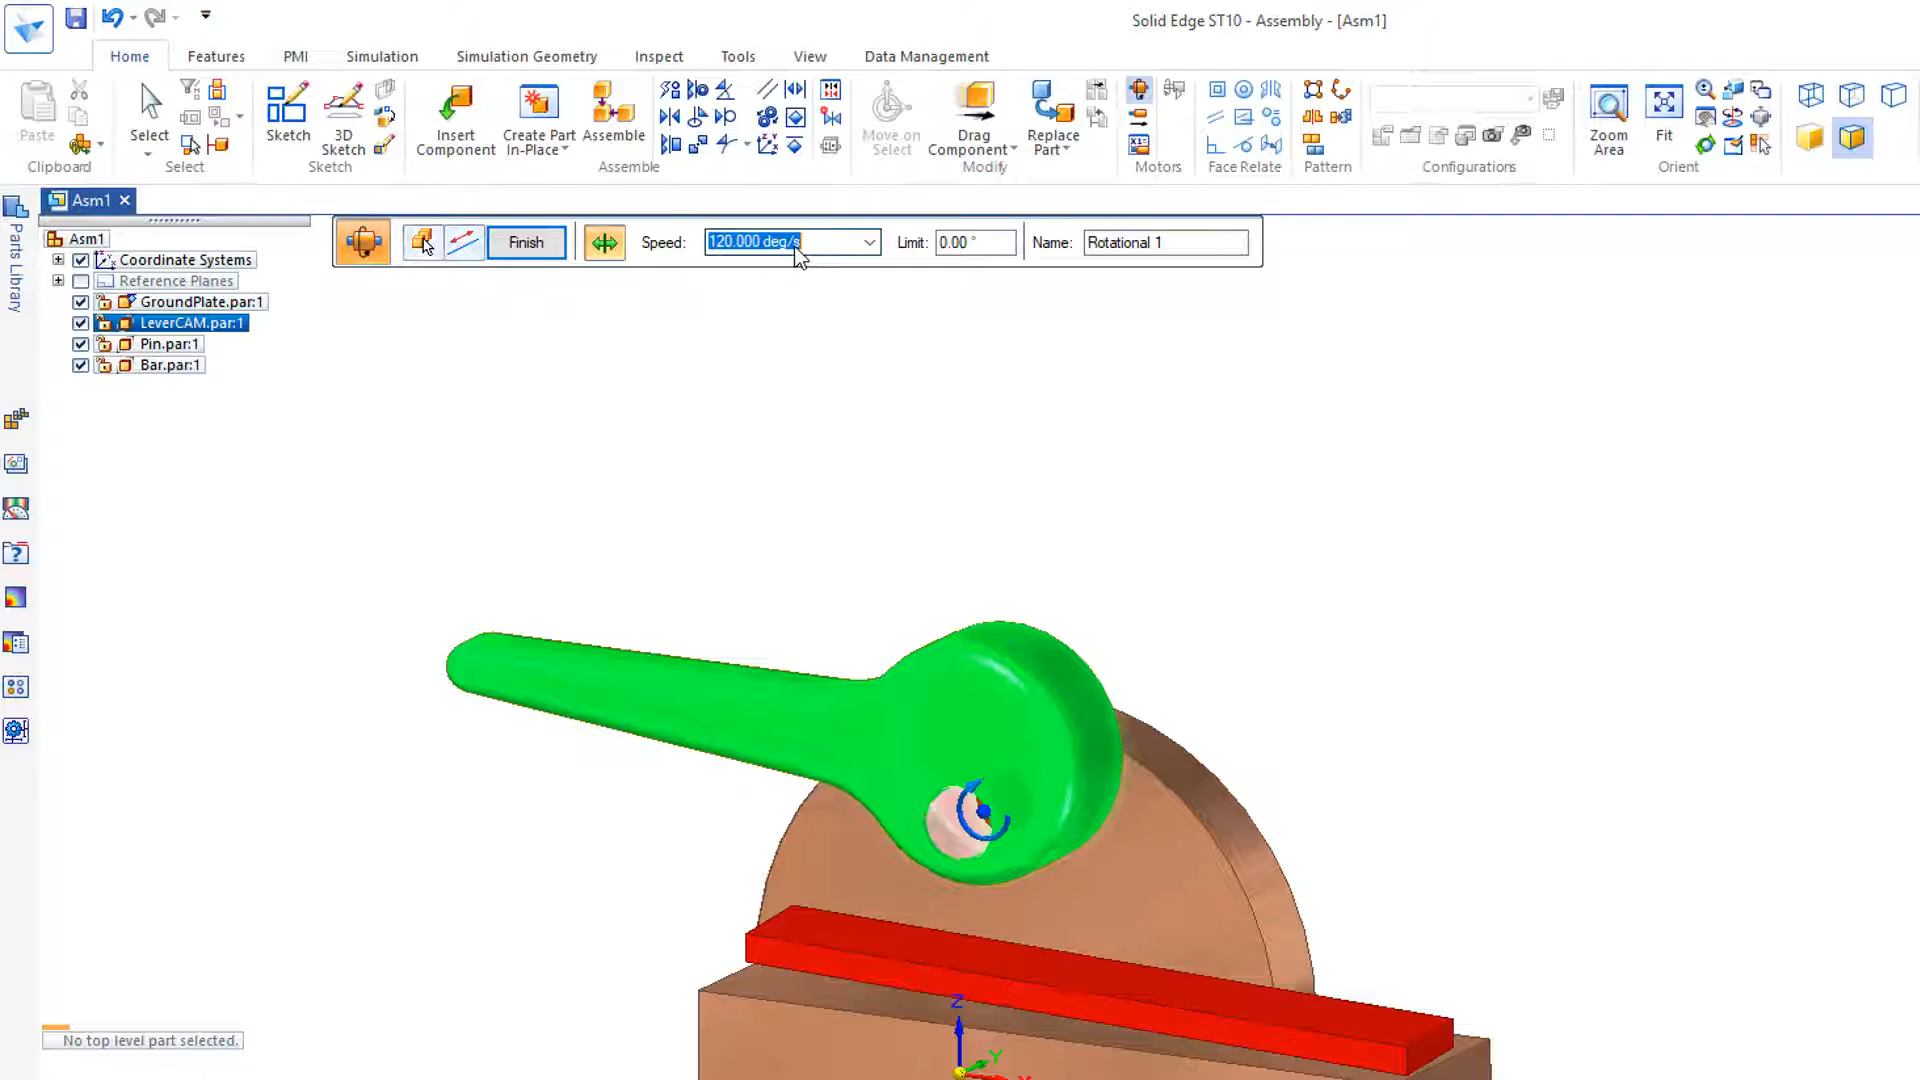 Solid Edge ST10 - Assembly - [Asm1]
Home
Features
PMI
Simulation
Simulation Geometry
Inspect
Tools
View
Data Management
Paste
Clipboard
Select
Select
Sketch
3D
Sketch
Sketch
Insert
Component
Create Part
In-Place
Assemble
Assemble
Move on
Select
Drag
Component
Replace
Part
Modify
Motors
Face Relate
Pattern
Configurations
Zoom
Area
Fit
Orient
Asm1
Parts Library
Asm1
Coordinate Systems
Reference Planes
GroundPlate.par:1
LeverCAM.par:1
Pin.par:1
Bar.par:1
Finish
Speed:
120.000 deg/s
Limit:
0.00 °
Name:
Rotational 1
Z
Y
No top level part selected.